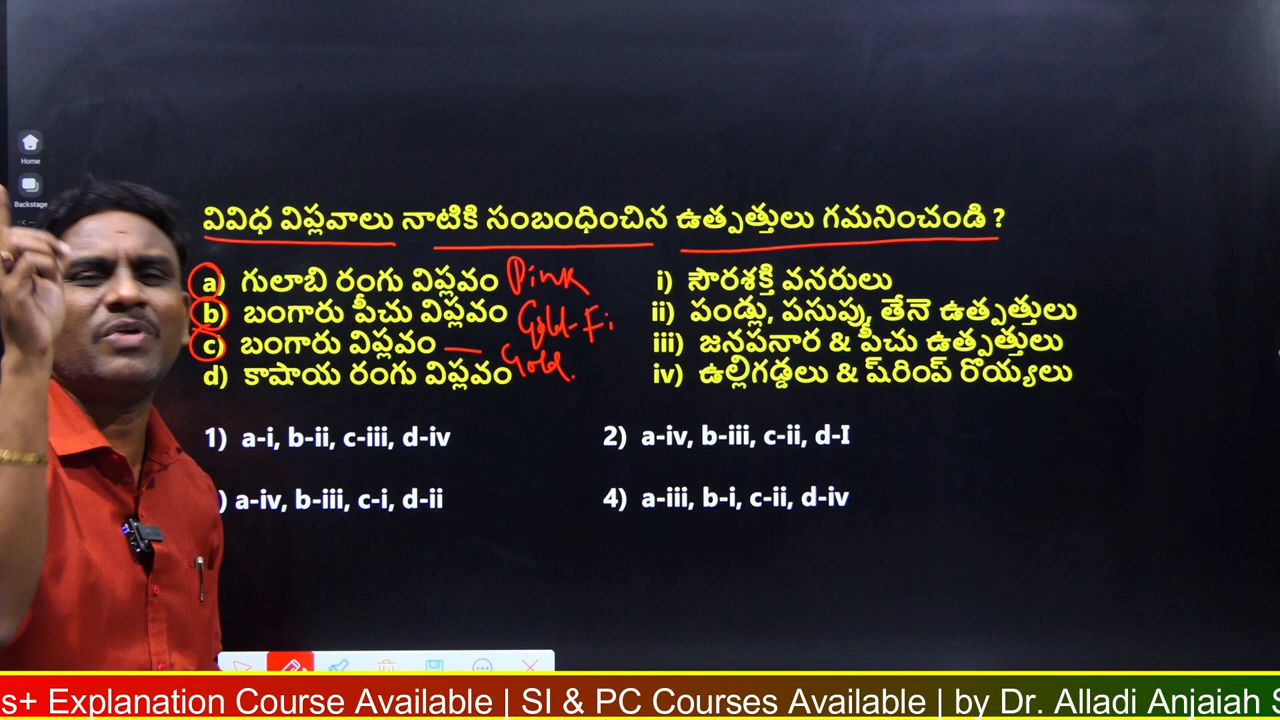 Home
Backstage
వివిధ విప్లవాలు నాటికి సంబంధించిన ఉత్పత్తులు గమనించండి ?
a) గులాబి రంగు విప్లవం Pink i) సౌరశక్తి వనరులు
b) బంగారు పీచు విప్లవం Gold-Fi ii) పండ్లు, పసుపు, తేనె ఉత్పత్తులు
c) బంగారు విప్లవం — Gold. iii) జనపనార & పీచు ఉత్పత్తులు
d) కాషాయ రంగు విప్లవం iv) ఉల్లిగడ్డలు & ష్రింప్ రొయ్యలు
1) a-i, b-ii, c-iii, d-iv 2) a-iv, b-iii, c-ii, d-I
) a-iv, b-iii, c-i, d-ii 4) a-iii, b-i, c-ii, d-iv
s+ Explanation Course Available | SI & PC Courses Available | by Dr. Alladi Anjaiah S